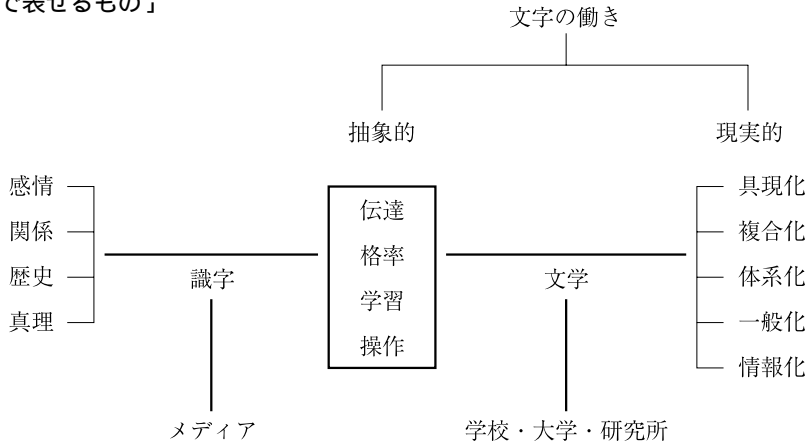 で表せるもの」
文字の働き
抽象的
現実的
感情
関係
歴史
真理
識字
メディア
伝達
格率
学習
操作
文学
学校・大学・研究所
具現化
複合化
体系化
一般化
情報化